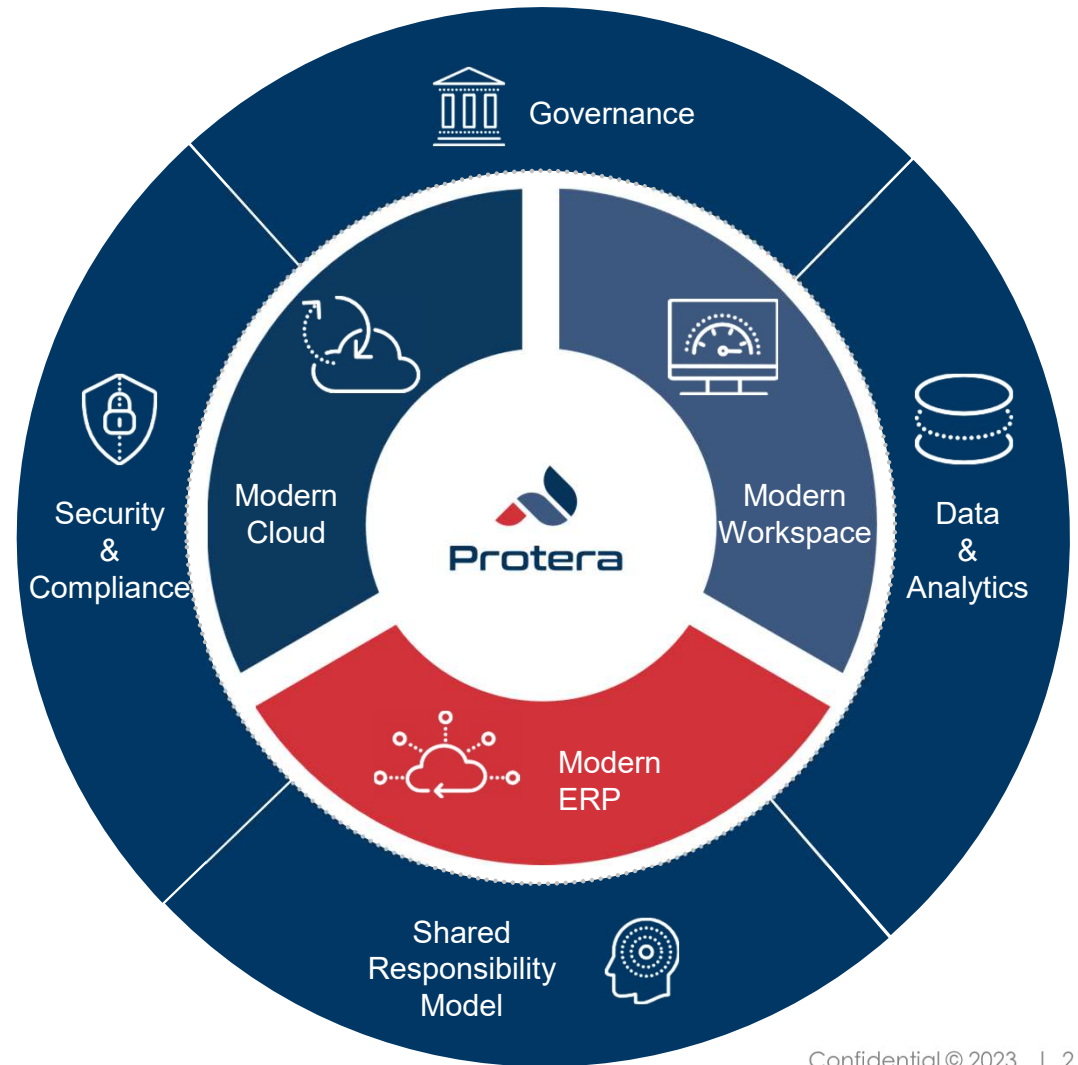 Governance
Security
&
Compliance
Modern
Cloud
Protera
Modern
Workspace
Data
&
Analytics
Modern
ERP
Shared
Responsibility
Model
Confidential © 2023 | 2